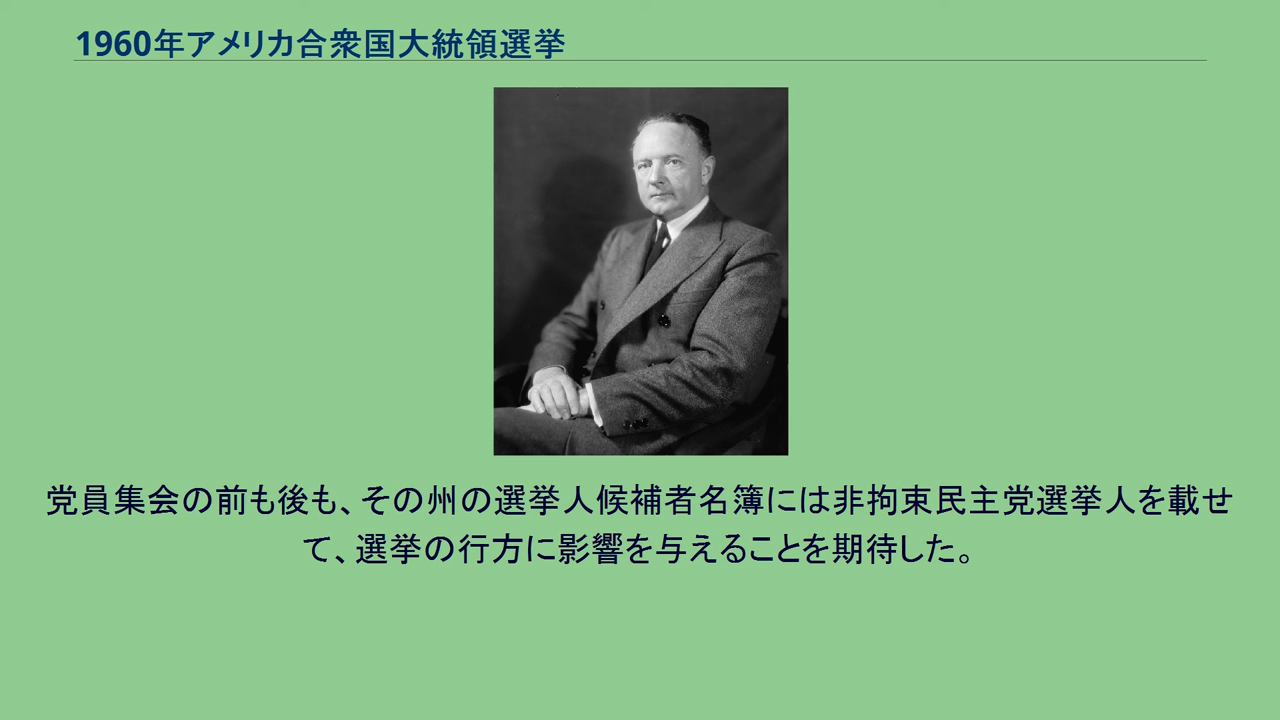 1960年アメリカ合衆国大統領選挙
党員集会の前も後も、その州の選挙人候補者名簿には非拘束民主党選挙人を載せ
て、選挙の行方に影響を与えることを期待した。